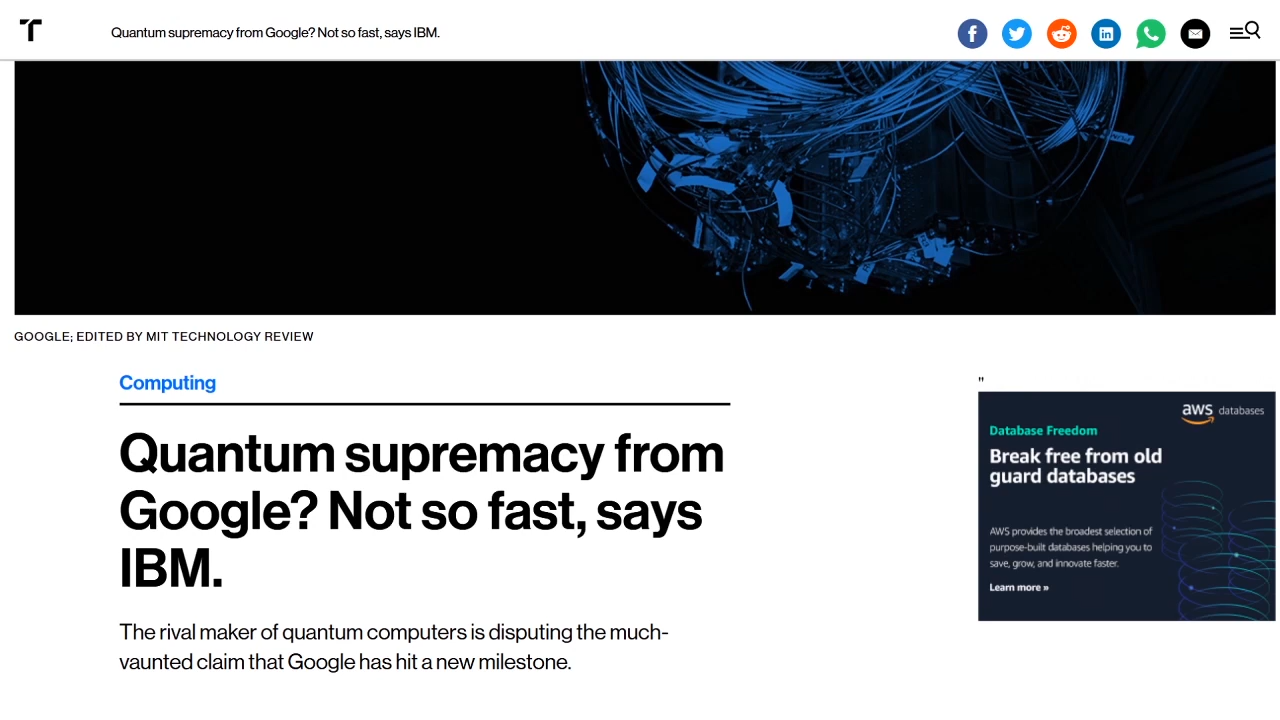 Quantum supremacy from Google? Not so fast, says IBM.
GOOGLE; EDITED BY MIT TECHNOLOGY REVIEW
Computing
Quantum supremacy from
Google? Not so fast, says
IBM.
The rival maker of quantum computers is disputing the much-
vaunted claim that Google has hit a new milestone.
"
aws databases
Database Freedom
Break free from old
guard databases
AWS provides the broadest selection of
purpose-built databases helping you to
save, grow, and innovate faster.
Learn more »